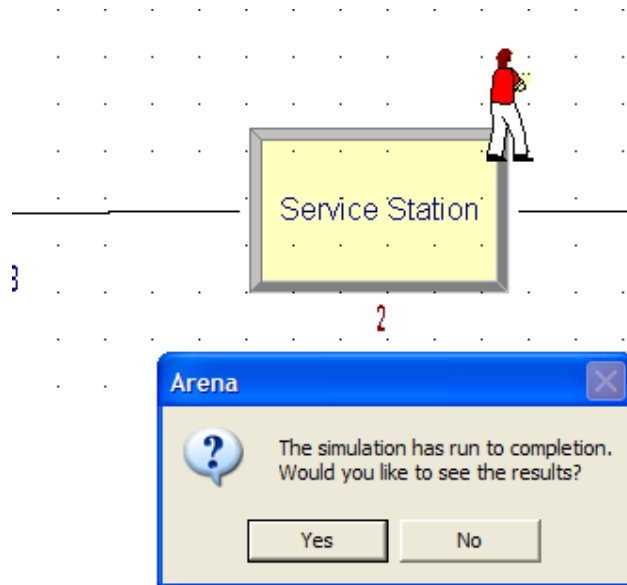 Service Station
3
2
Arena
The simulation has run to completion.
Would you like to see the results?
Yes
No